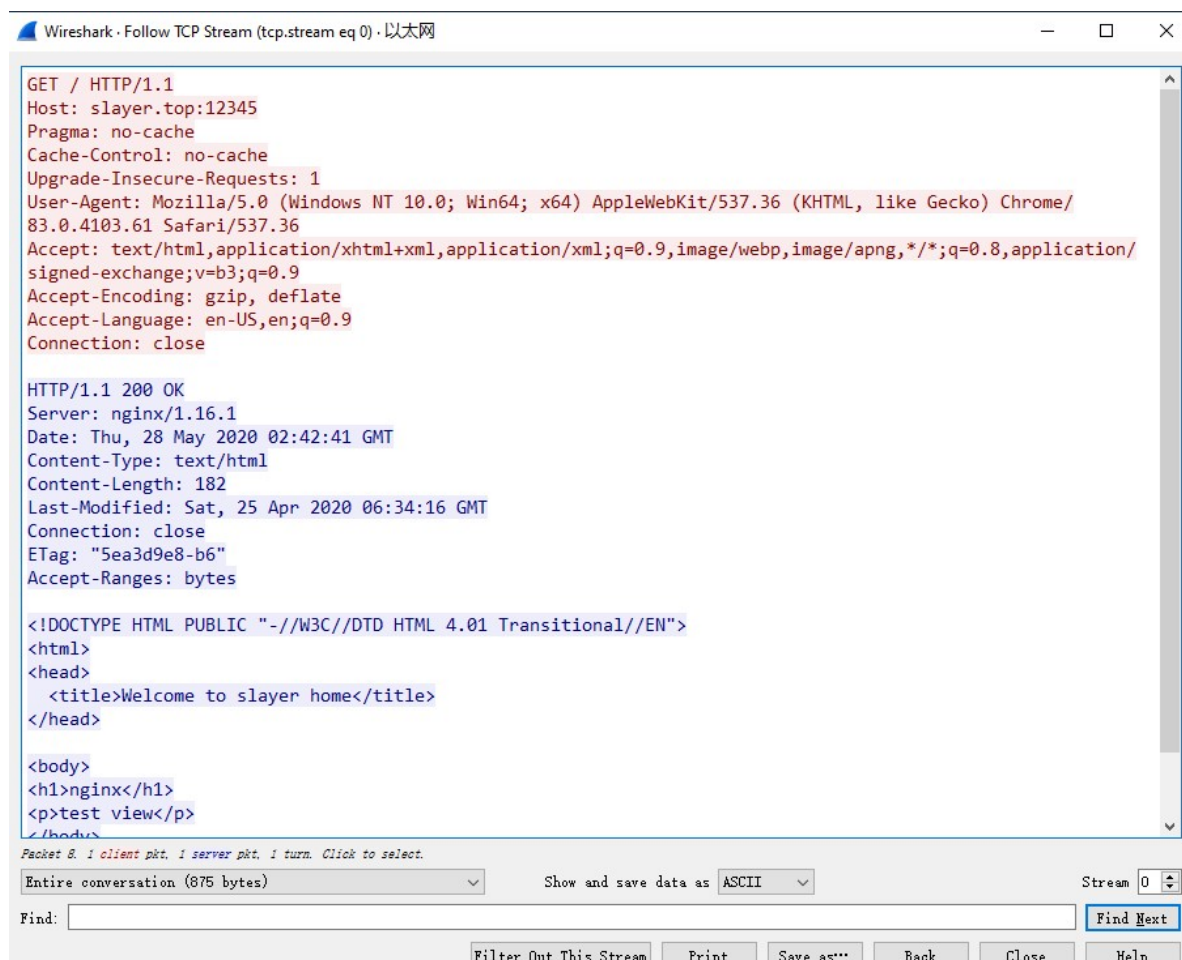 Wireshark · Follow TCP Stream (tcp.stream eq 0) · 以太网
GET / HTTP/1.1
Host: slayer.top:12345
Pragma: no-cache
Cache-Control: no-cache
Upgrade-Insecure-Requests: 1
User-Agent: Mozilla/5.0 (Windows NT 10.0; Win64; x64) AppleWebKit/537.36 (KHTML, like Gecko) Chrome/
83.0.4103.61 Safari/537.36
Accept: text/html,application/xhtml+xml,application/xml;q=0.9,image/webp,image/apng,*/*;q=0.8,application/
signed-exchange;v=b3;q=0.9
Accept-Encoding: gzip, deflate
Accept-Language: en-US,en;q=0.9
Connection: close
HTTP/1.1 200 OK
Server: nginx/1.16.1
Date: Thu, 28 May 2020 02:42:41 GMT
Content-Type: text/html
Content-Length: 182
Last-Modified: Sat, 25 Apr 2020 06:34:16 GMT
Connection: close
ETag: "5ea3d9e8-b6"
Accept-Ranges: bytes
<!DOCTYPE HTML PUBLIC "-//W3C//DTD HTML 4.01 Transitional//EN">
<html>
<head>
  <title>Welcome to slayer home</title>
</head>
<body>
<h1>nginx</h1>
<p>test view</p>
</body>
Packet 8. 1 client pkt, 1 server pkt, 1 turn. Click to select.
Entire conversation (875 bytes) Show and save data as ASCII Stream 0
Find: Find Next
Filter Out This Stream Print Save as… Back Close Help